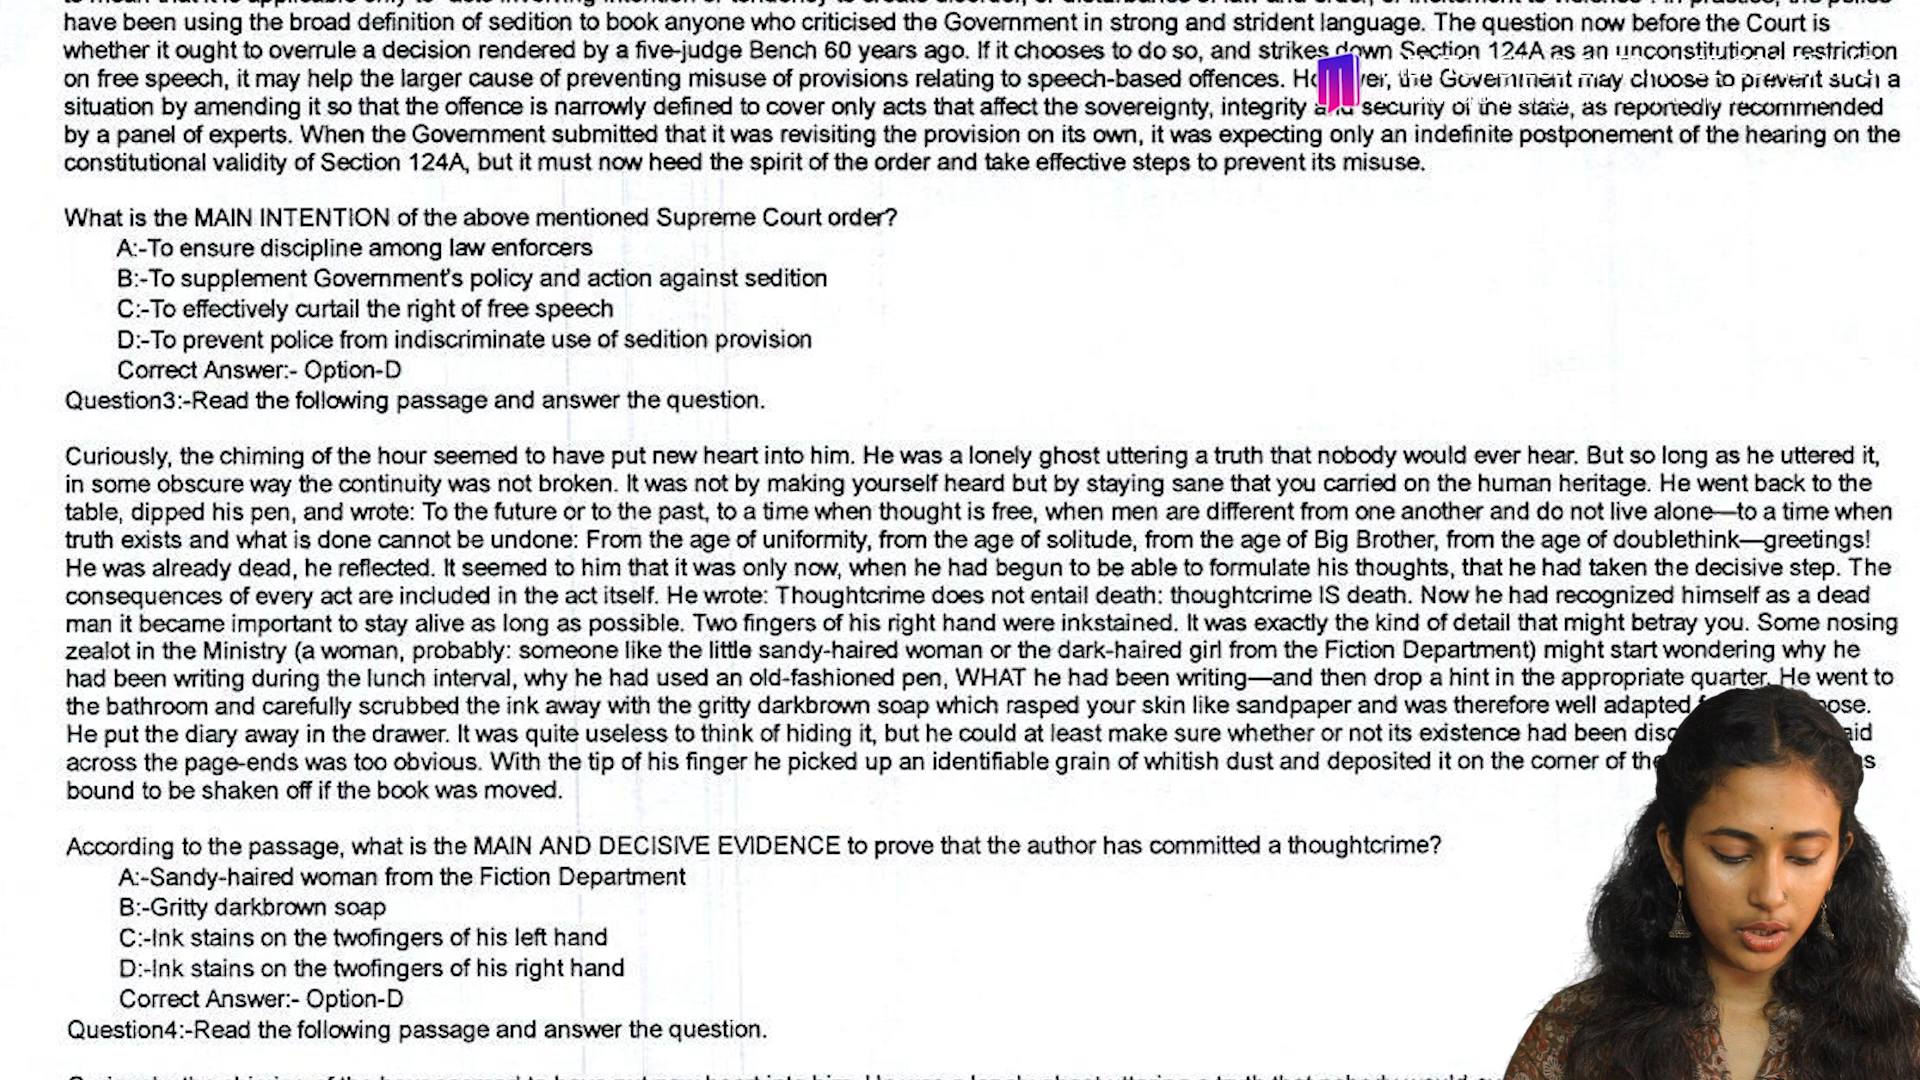 have been using the broad definition of sedition to book anyone who criticised the Government in strong and strident language. The question now before the Court is
whether it ought to overrule a decision rendered by a five-judge Bench 60 years ago. If it chooses to do so, and strikes down Section 124A as an unconstitutional restriction
on free speech, it may help the larger cause of preventing misuse of provisions relating to speech-based offences. the Government may choose to prevent such a
situation by amending it so that the offence is narrowly defined to cover only acts that affect the sovereignty, integrity and security of the state, as reportedly recommended
by a panel of experts. When the Government submitted that it was revisiting the provision on its own, it was expecting only an indefinite postponement of the hearing on the
constitutional validity of Section 124A, but it must now heed the spirit of the order and take effective steps to prevent its misuse.
What is the MAIN INTENTION of the above mentioned Supreme Court order?
A:-To ensure discipline among law enforcers
B:-To supplement Government's policy and action against sedition
C:-To effectively curtail the right of free speech
D:-To prevent police from indiscriminate use of sedition provision
Correct Answer:- Option-D
Question3:-Read the following passage and answer the question.
Curiously, the chiming of the hour seemed to have put new heart into him. He was a lonely ghost uttering a truth that nobody would ever hear. But so long as he uttered it,
in some obscure way the continuity was not broken. It was not by making yourself heard but by staying sane that you carried on the human heritage. He went back to the
table, dipped his pen, and wrote: To the future or to the past, to a time when thought is free, when men are different from one another and do not live alone—to a time when
truth exists and what is done cannot be undone: From the age of uniformity, from the age of solitude, from the age of Big Brother, from the age of doublethink—greetings!
He was already dead, he reflected. It seemed to him that it was only now, when he had begun to be able to formulate his thoughts, that he had taken the decisive step. The
consequences of every act are included in the act itself. He wrote: Thoughtcrime does not entail death: thoughtcrime IS death. Now he had recognized himself as a dead
man it became important to stay alive as long as possible. Two fingers of his right hand were inkstained. It was exactly the kind of detail that might betray you. Some nosing
zealot in the Ministry (a woman, probably: someone like the little sandy-haired woman or the dark-haired girl from the Fiction Department) might start wondering why he
had been writing during the lunch interval, why he had used an old-fashioned pen, WHAT he had been writing—and then drop a hint in the appropriate quarter. He went to
the bathroom and carefully scrubbed the ink away with the gritty darkbrown soap which rasped your skin like sandpaper and was therefore well adapted
He put the diary away in the drawer. It was quite useless to think of hiding it, but he could at least make sure whether or not its existence had been
across the page-ends was too obvious. With the tip of his finger he picked up an identifiable grain of whitish dust and deposited it on the corner of
bound to be shaken off if the book was moved.
According to the passage, what is the MAIN AND DECISIVE EVIDENCE to prove that the author has committed a thoughtcrime?
A:-Sandy-haired woman from the Fiction Department
B:-Gritty darkbrown soap
C:-Ink stains on the twofingers of his left hand
D:-Ink stains on the twofingers of his right hand
Correct Answer:- Option-D
Question4:-Read the following passage and answer the question.